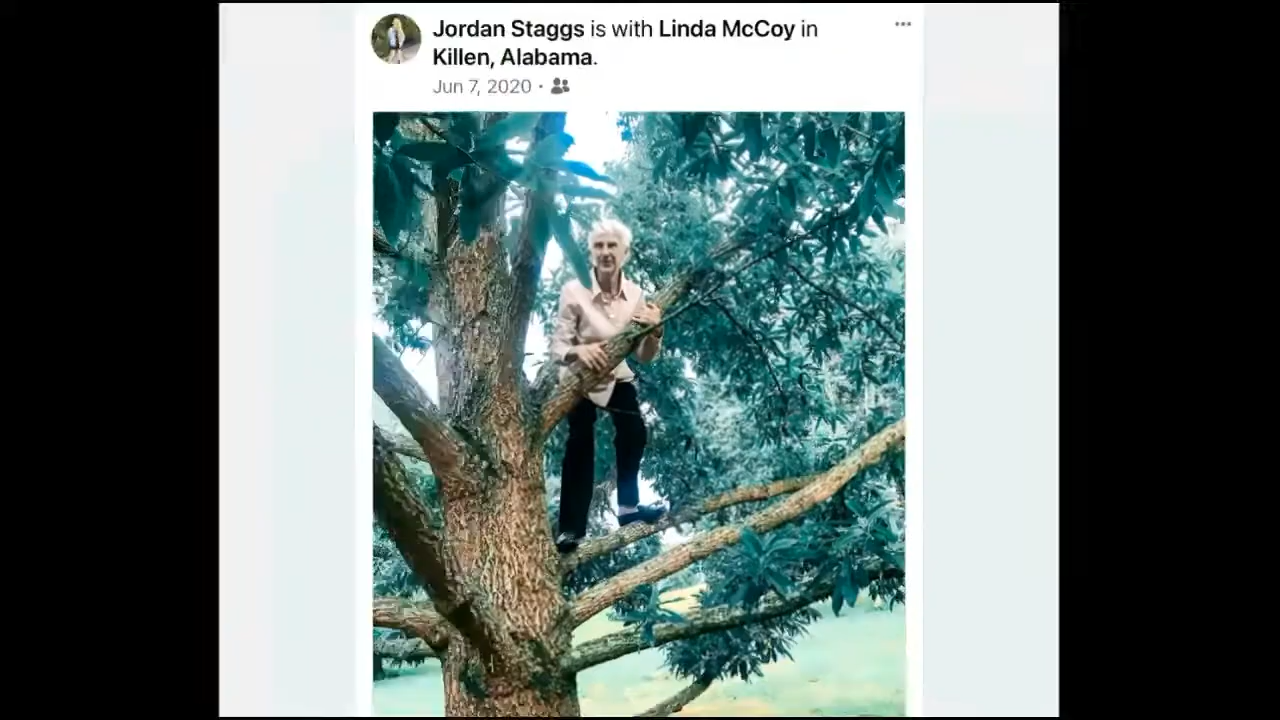 Jordan Staggs is with Linda McCoy in
Killen, Alabama.
Jun 7, 2020 ·